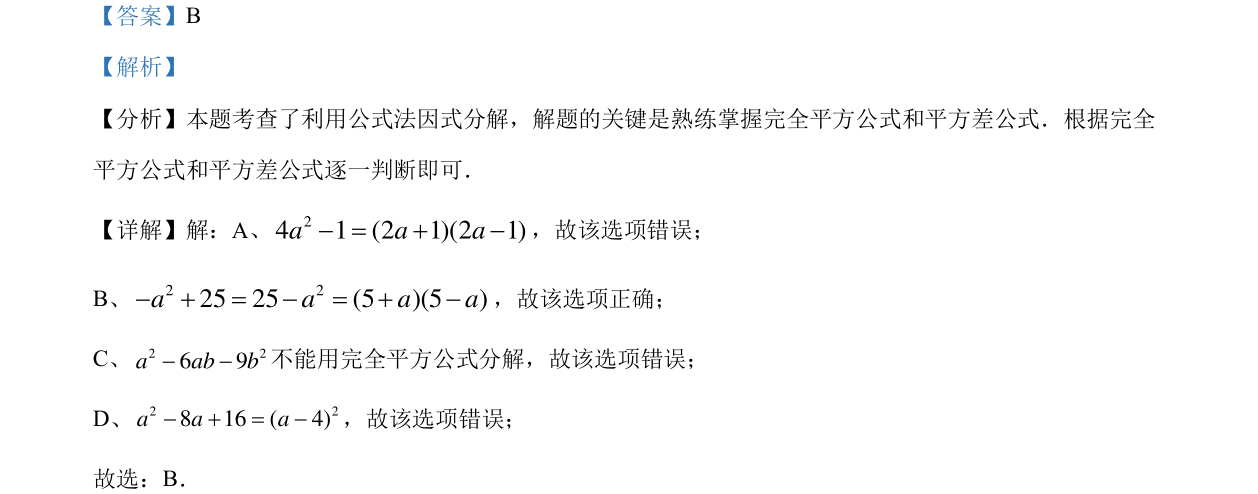 【答案】B
【解析】
【分析】本题考查了利用公式法因式分解，解题的关键是熟练掌握完全平方公式和平方差公式．根据完全
平方公式和平方差公式逐一判断即可．
【详解】解：A、4a² −1 = (2a+1)(2a−1)，故该选项错误；
B、−a² + 25 = 25 − a² = (5 + a)(5 − a)，故该选项正确；
C、a² − 6ab − 9b² 不能用完全平方公式分解，故该选项错误；
D、a² − 8a + 16 = (a − 4)²，故该选项错误；
故选：B．